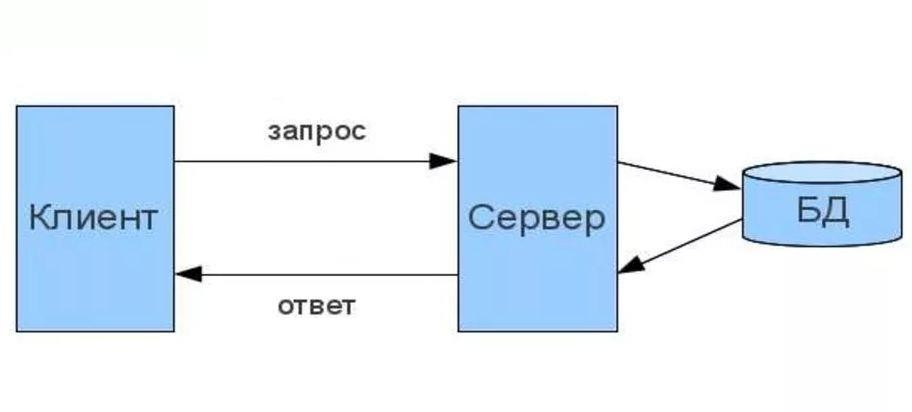 запрос
Клиент
Сервер
БД
ответ